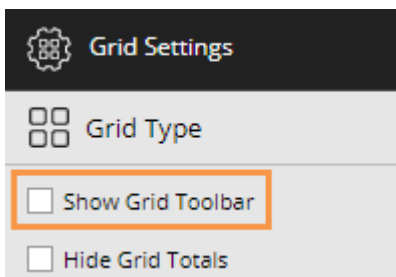 Grid Settings
Grid Type
Show Grid Toolbar
Hide Grid Totals